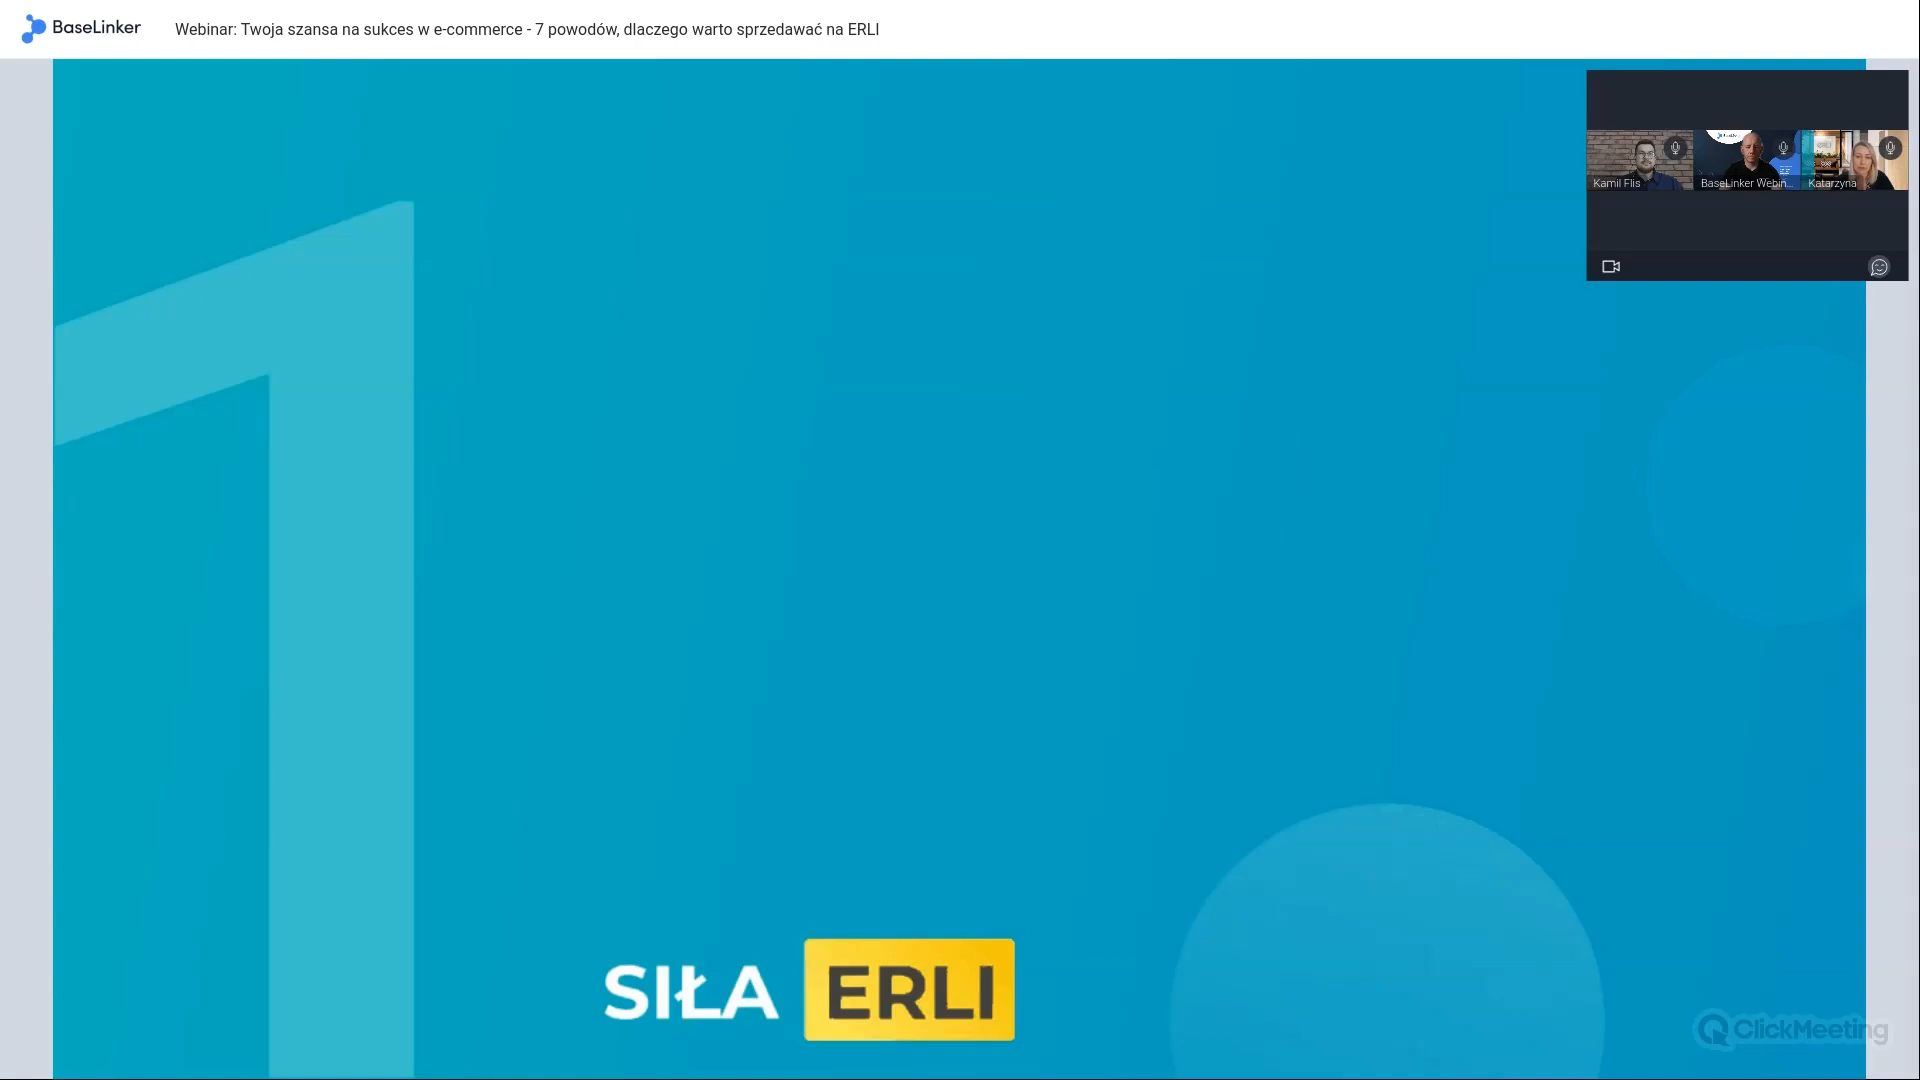 BaseLinker
Webinar: Twoja szansa na sukces w e-commerce - 7 powodów, dlaczego warto sprzedawać na ERLI
Kamil Flis
BaseLinker Webin...
Katarzyna
1
SIŁA ERLI
ClickMeeting